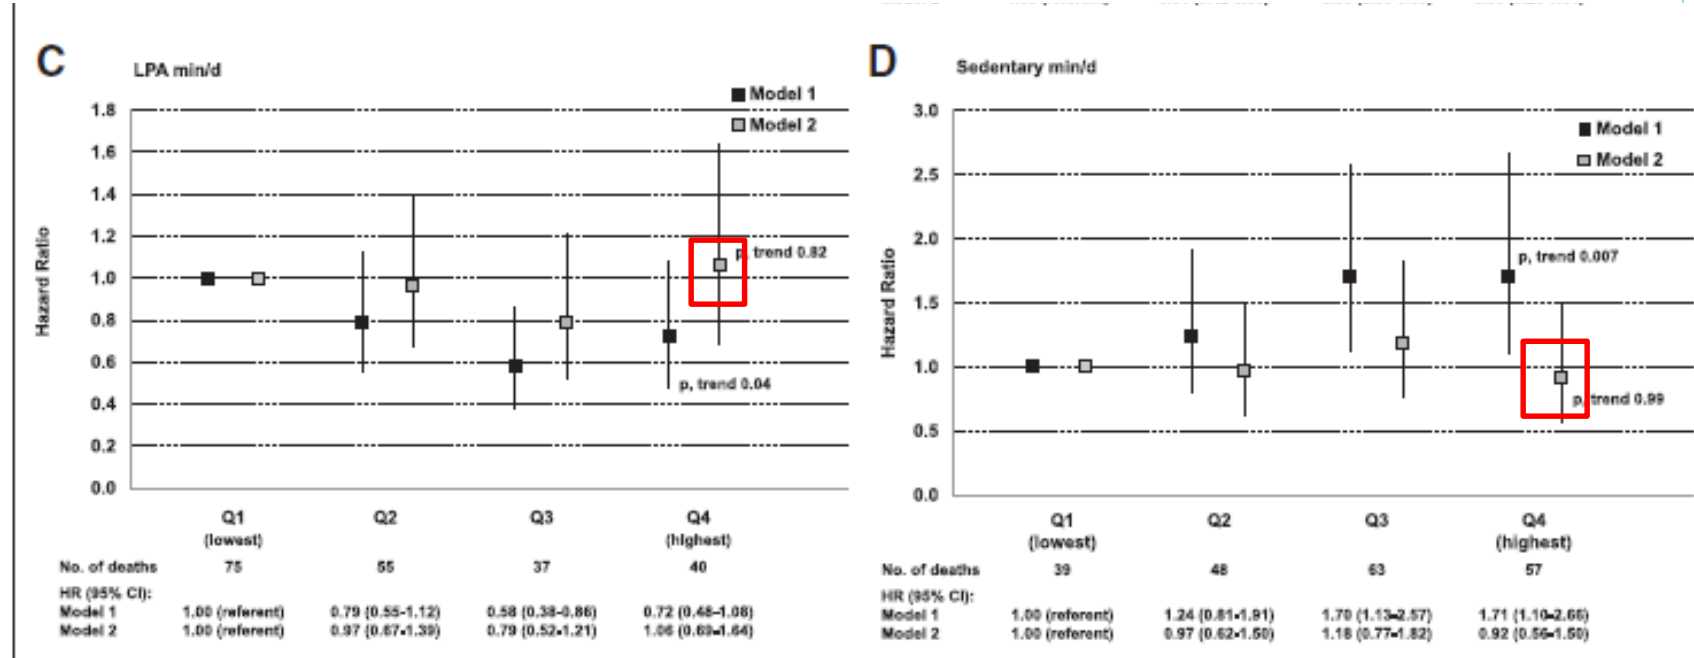 C
LPA min/d
Model 1
Model 2
1.8
1.6
1.4
1.2
1.0
0.8
0.6
0.4
0.2
0.0
Hazard Ratio
p, trend 0.82
p, trend 0.04
Q1 Q2 Q3 Q4
(lowest) (highest)
No. of deaths 75 55 37 40
HR (95% CI):
Model 1 1.00 (referent) 0.79 (0.55-1.12) 0.58 (0.38-0.86) 0.72 (0.48-1.08)
Model 2 1.00 (referent) 0.97 (0.67-1.39) 0.79 (0.52-1.21) 1.06 (0.69-1.64)
D
Sedentary min/d
Model 1
Model 2
3.0
2.5
2.0
1.5
1.0
0.5
0.0
Hazard Ratio
p, trend 0.007
p, trend 0.99
Q1 Q2 Q3 Q4
(lowest) (highest)
No. of deaths 39 48 63 57
HR (95% CI):
Model 1 1.00 (referent) 1.24 (0.81-1.91) 1.70 (1.13-2.57) 1.71 (1.10-2.66)
Model 2 1.00 (referent) 0.97 (0.62-1.50) 1.18 (0.77-1.82) 0.92 (0.56-1.50)